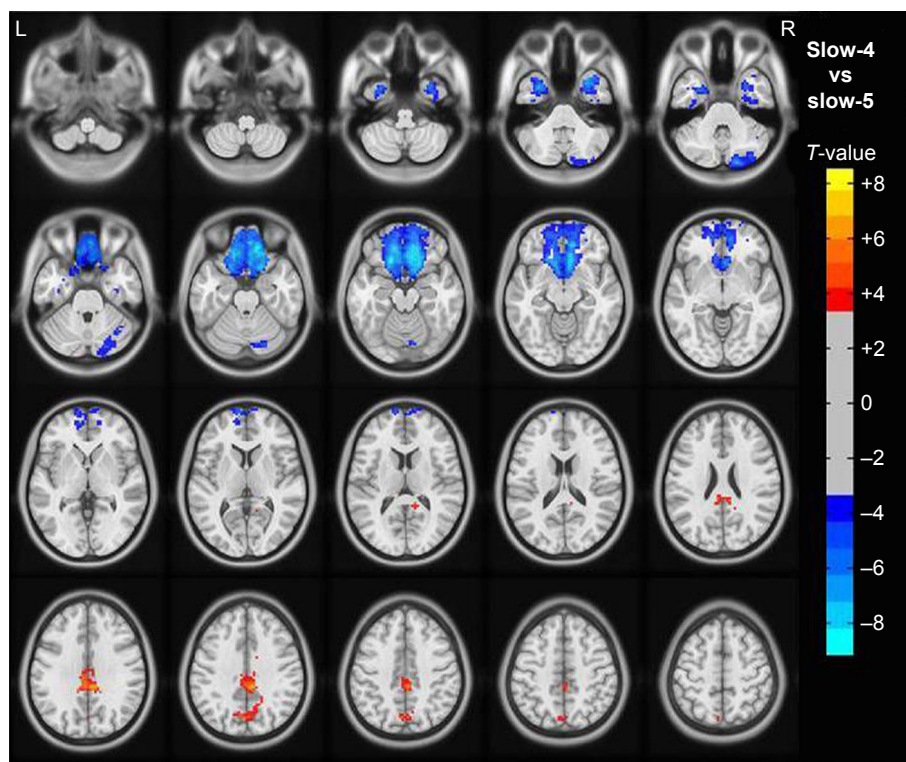 L
R
Slow-4
vs
slow-5
T-value
+8
+6
+4
+2
0
–2
–4
–6
–8